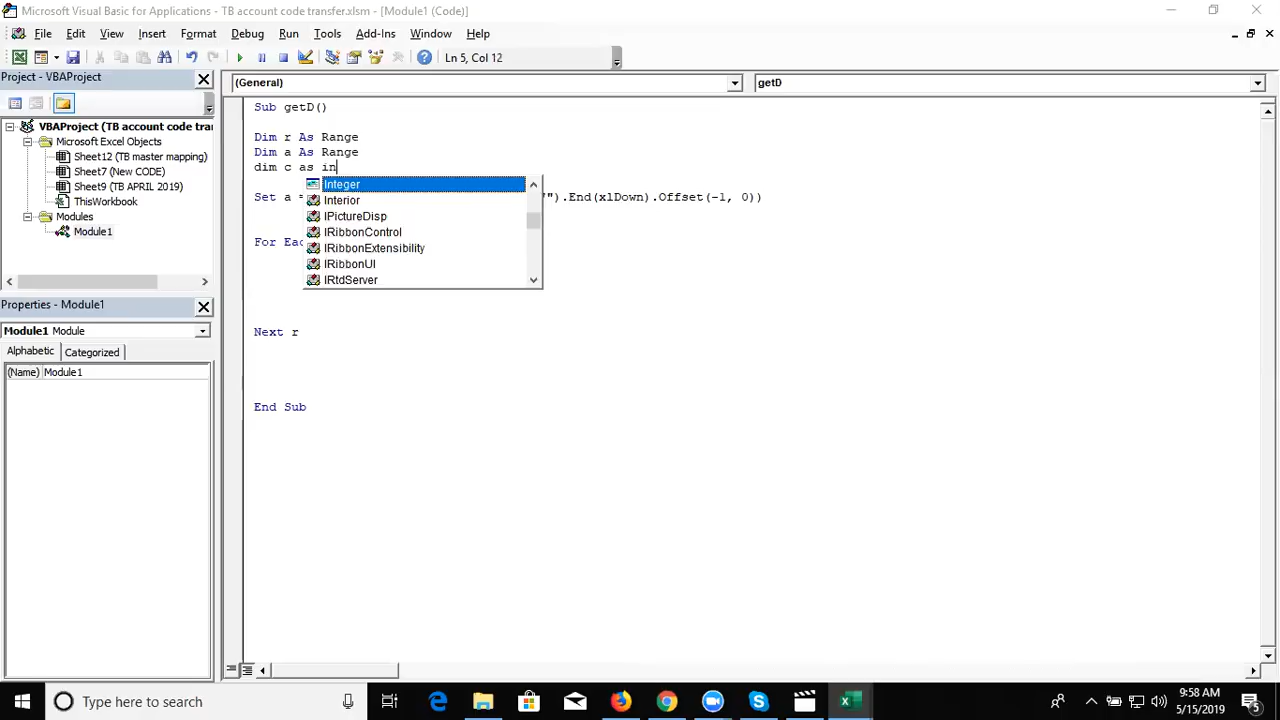 Microsoft Visual Basic for Applications - TB account code transfer.xlsm - [Module1 (Code)]
File Edit View Insert Format Debug Run Tools Add-Ins Window Help
Ln 5, Col 12
Project - VBAProject
(General)
getD
VBAProject (TB account code tra
Microsoft Excel Objects
Sheet12 (TB master mapping)
Sheet7 (New CODE)
Sheet9 (TB APRIL 2019)
ThisWorkbook
Modules
Module1
Properties - Module1
Module1 Module
Alphabetic Categorized
(Name) Module1
Sub getD()
Dim r As Range
Dim a As Range
dim c as in
Integer
Interior
IPictureDisp
IRibbonControl
IRibbonExtensibility
IRibbonUI
IRtdServer
Set a = ").End(xlDown).Offset(-1, 0))
For Eac
Next r
End Sub
Type here to search
9:58 AM
5/15/2019
5